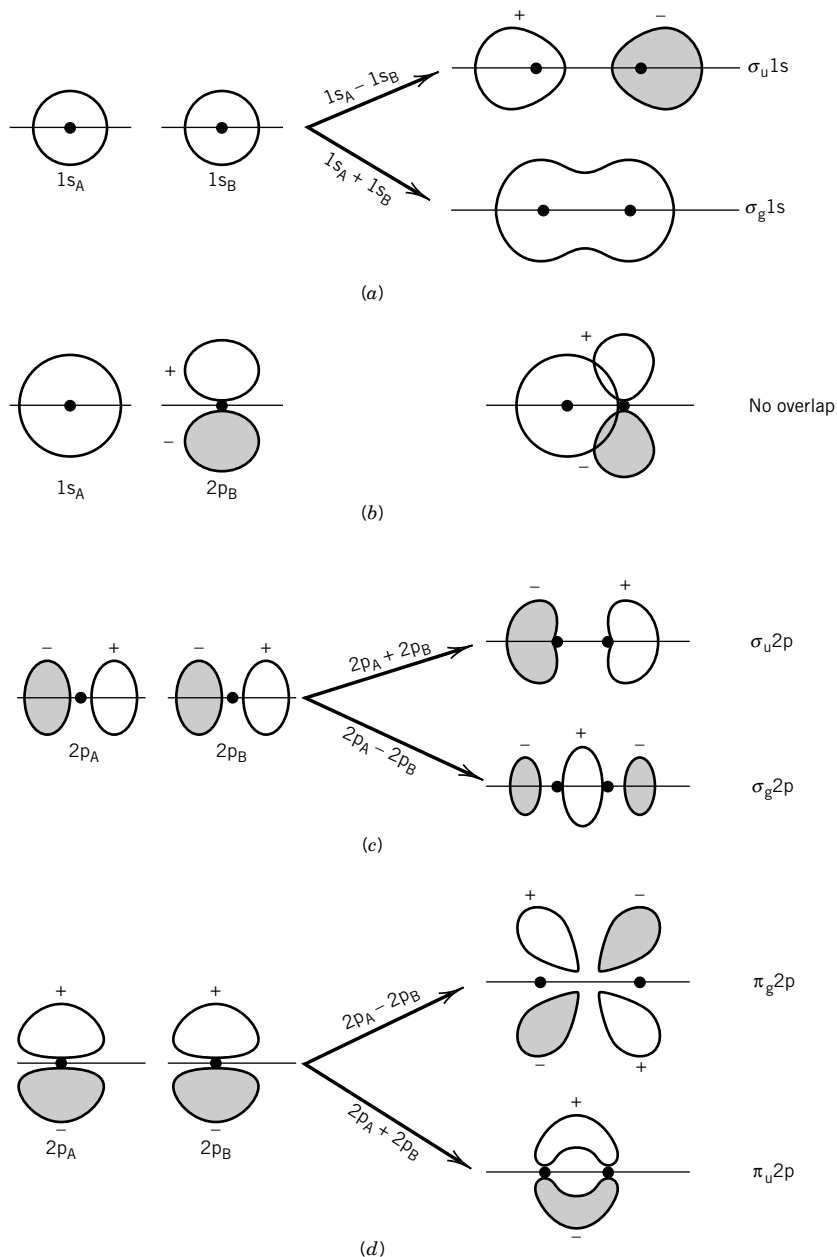 + −
σu1s
1sA − 1sB
1sA 1sB
1sA + 1sB
σg1s
(a)
+
+
No overlap
−
−
1sA 2pB
(b)
− +
σu2p
− + − +
2pA + 2pB
2pA 2pB
2pA − 2pB
− + −
σg2p
(c)
+ −
πg2p
+ +
2pA − 2pB
− +
− −
2pA 2pB
2pA + 2pB
+
πu2p
−
(d)